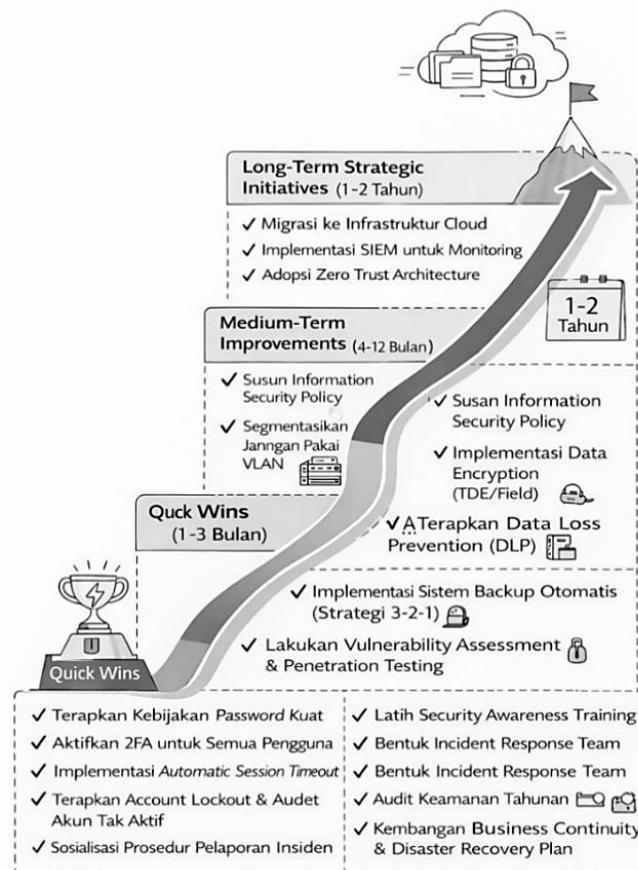 Long-Term Strategic
Initiatives (1-2 Tahun)
✓ Migrasi ke Infrastruktur Cloud
✓ Implementasi SIEM untuk Monitoring
✓ Adopsi Zero Trust Architecture
1-2
Tahun
Medium-Term
Improvements (4-12 Bulan)
✓ Susun Information
Security Policy
✓ Segmentasikan
Janngan Pakai
VLAN
✓ Susan Information
Security Policy
✓ Implementasi Data
Encryption
(TDE/Field)
✓ A Terapkan Data Loss
Prevention (DLP)
Quck Wins
(1-3 Bulan)
✓ Implementasi Sistem Backup Otomatis
(Strategi 3-2-1)
✓ Lakukan Vulnerability Assessment
& Penetration Testing
Quick Wins
✓ Terapkan Kebijakan Password Kuat
✓ Aktifkan 2FA untuk Semua Pengguna
✓ Implementasi Automatic Session Timeout
✓ Terapkan Account Lockout & Audet
Akun Tak Aktif
✓ Sosialisasi Prosedur Pelaporan Insiden
✓ Latih Security Awareness Training
✓ Bentuk Incident Response Team
✓ Bentuk Incident Response Team
✓ Audit Keamanan Tahunan
✓ Kembangan Business Continuity
& Disaster Recovery Plan